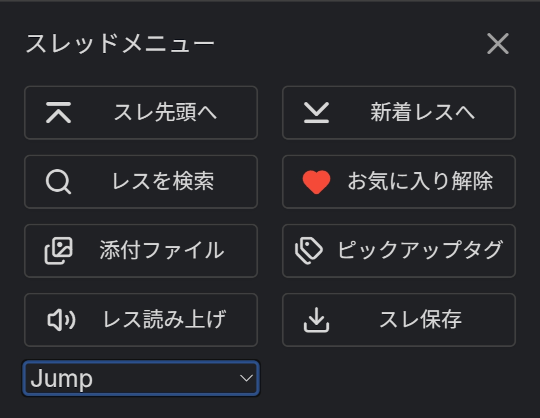 スレッドメニュー
スレ先頭へ
新着レスへ
レスを検索
お気に入り解除
添付ファイル
ピックアップタグ
レス読み上げ
スレ保存
Jump